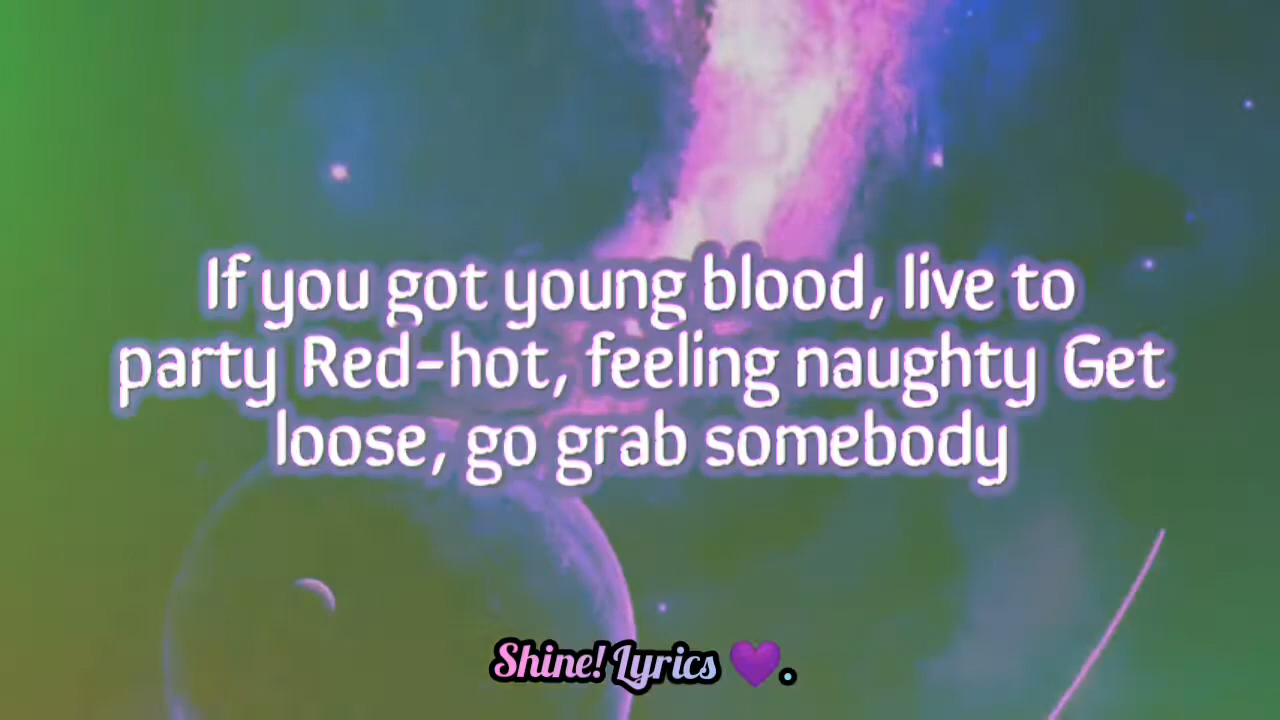 If you got young blood, live to
party Red-hot, feeling naughty Get
loose, go grab somebody
Shine! Lyrics 💜.